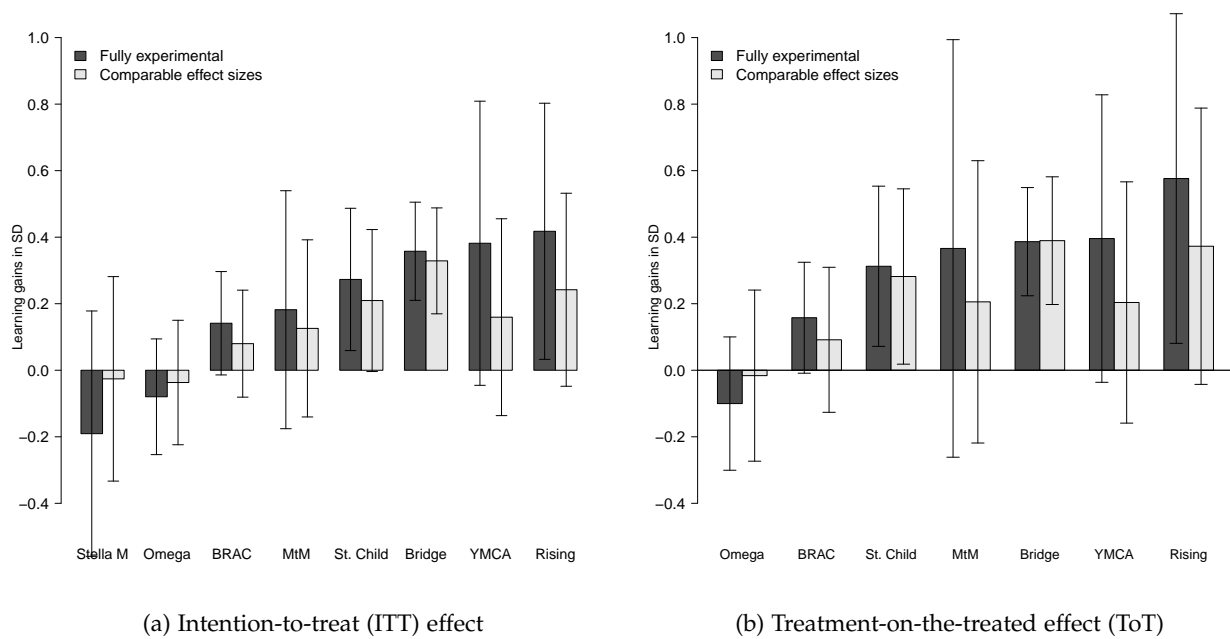 Fully experimental
Comparable effect sizes
Learning gains in SD
1.0
0.8
0.6
0.4
0.2
0.0
−0.2
−0.4
Stella M Omega BRAC MtM St. Child Bridge YMCA Rising
(a) Intention-to-treat (ITT) effect
Fully experimental
Comparable effect sizes
Learning gains in SD
1.0
0.8
0.6
0.4
0.2
0.0
−0.2
−0.4
Omega BRAC St. Child MtM Bridge YMCA Rising
(b) Treatment-on-the-treated effect (ToT)